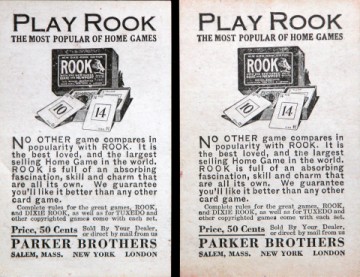 PLAY ROOK
THE MOST POPULAR OF HOME GAMES
ROOK
10
14
NO OTHER game compares in
popularity with ROOK. It is
the best loved, and the largest
selling Home Game in the world.
ROOK is full of an absorbing
fascination, skill and charm that
are all its own. We guarantee
you'll like it better than any other
card game.
Complete rules for the great games, ROOK,
and DIXIE ROOK, as well as for TUXEDO and
other copyrighted games come with each set.
Price, 50 Cents
Sold By Your Dealer,
or direct by mail from us
PARKER BROTHERS
SALEM, MASS. NEW YORK LONDON
PLAY ROOK
THE MOST POPULAR OF HOME GAMES
ROOK
10
14
NO OTHER game compares in
popularity with ROOK. It is
the best loved, and the largest
selling Home Game in the world.
ROOK is full of an absorbing
fascination, skill and charm that
are all its own. We guarantee
you'll like it better than any other
card game.
Complete rules for the great games, ROOK,
and DIXIE ROOK, as well as for TUXEDO and
other copyrighted games come with each set.
Price, 50 Cents
Sold By Your Dealer,
or direct by mail from us
PARKER BROTHERS
SALEM, MASS. NEW YORK LONDON